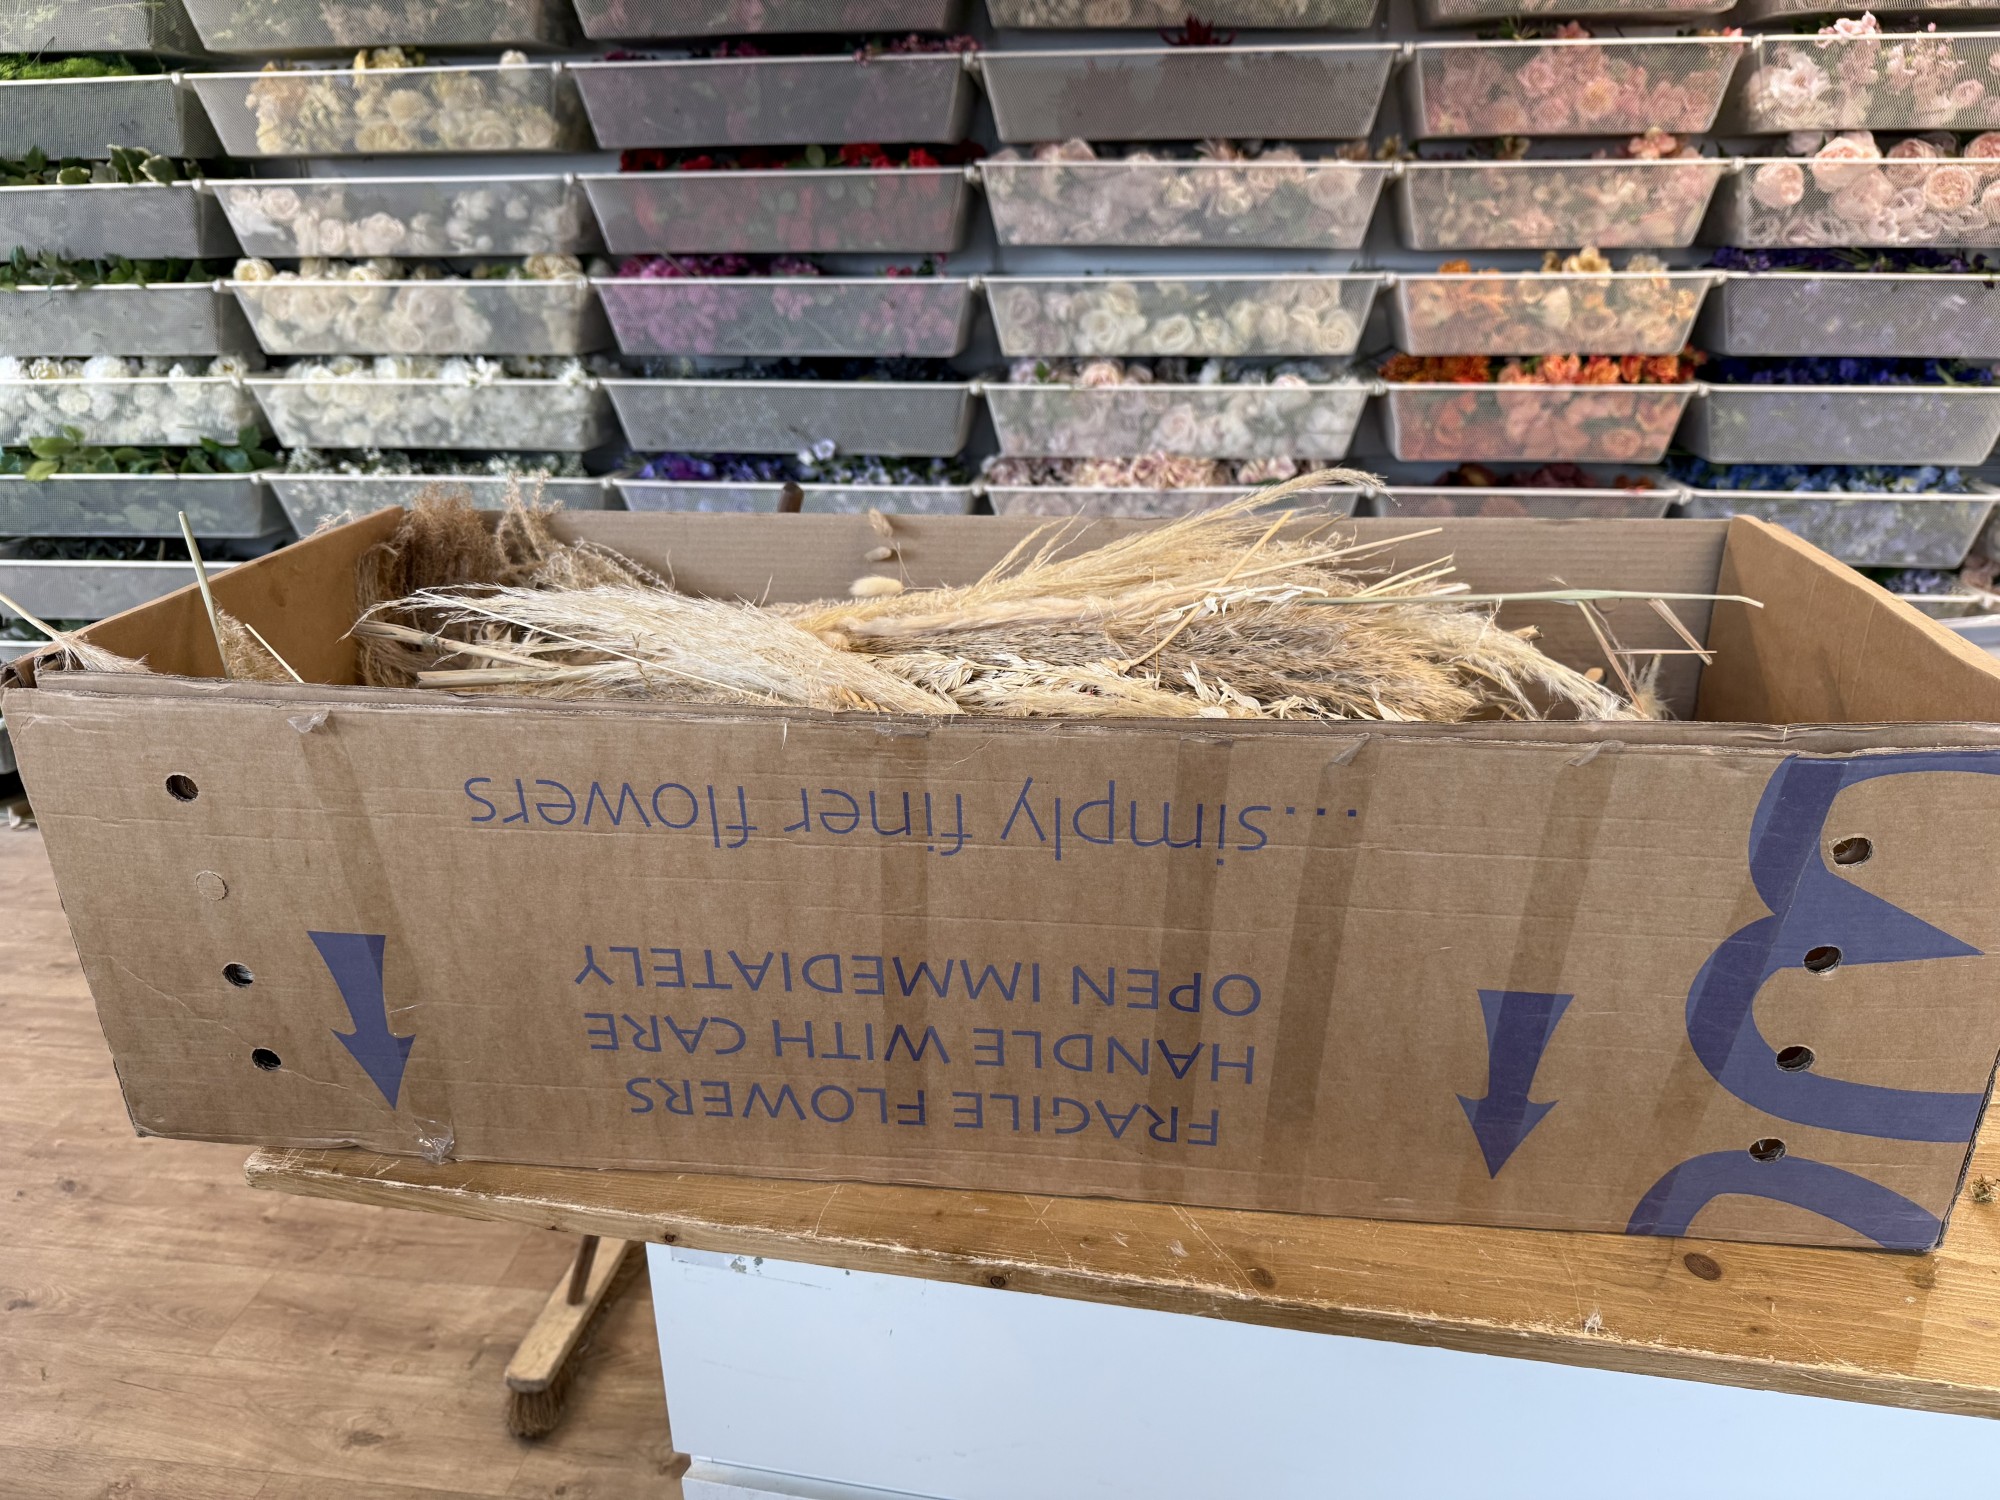 FRAGILE FLOWERS
HANDLE WITH CARE
OPEN IMMEDIATELY
...simply finer flowers